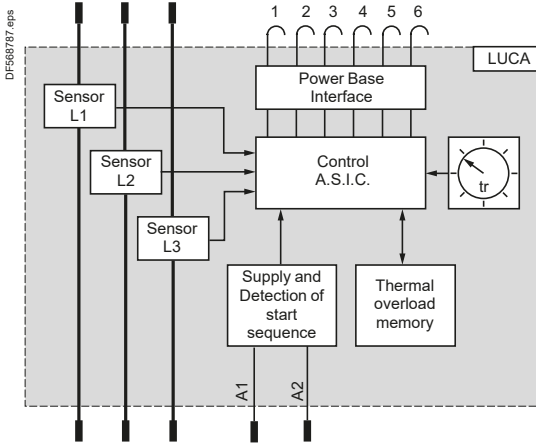 DF568787.eps
1 2 3 4 5 6
LUCA
Power Base
Interface
Sensor
L1
Control
A.S.I.C.
Sensor
L2
tr
Sensor
L3
Supply and
Detection of
start
sequence
Thermal
overload
memory
A1
A2